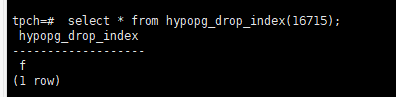 tpch=#  select * from hypopg_drop_index(16715);
 hypopg_drop_index
-------------------
 f
(1 row)